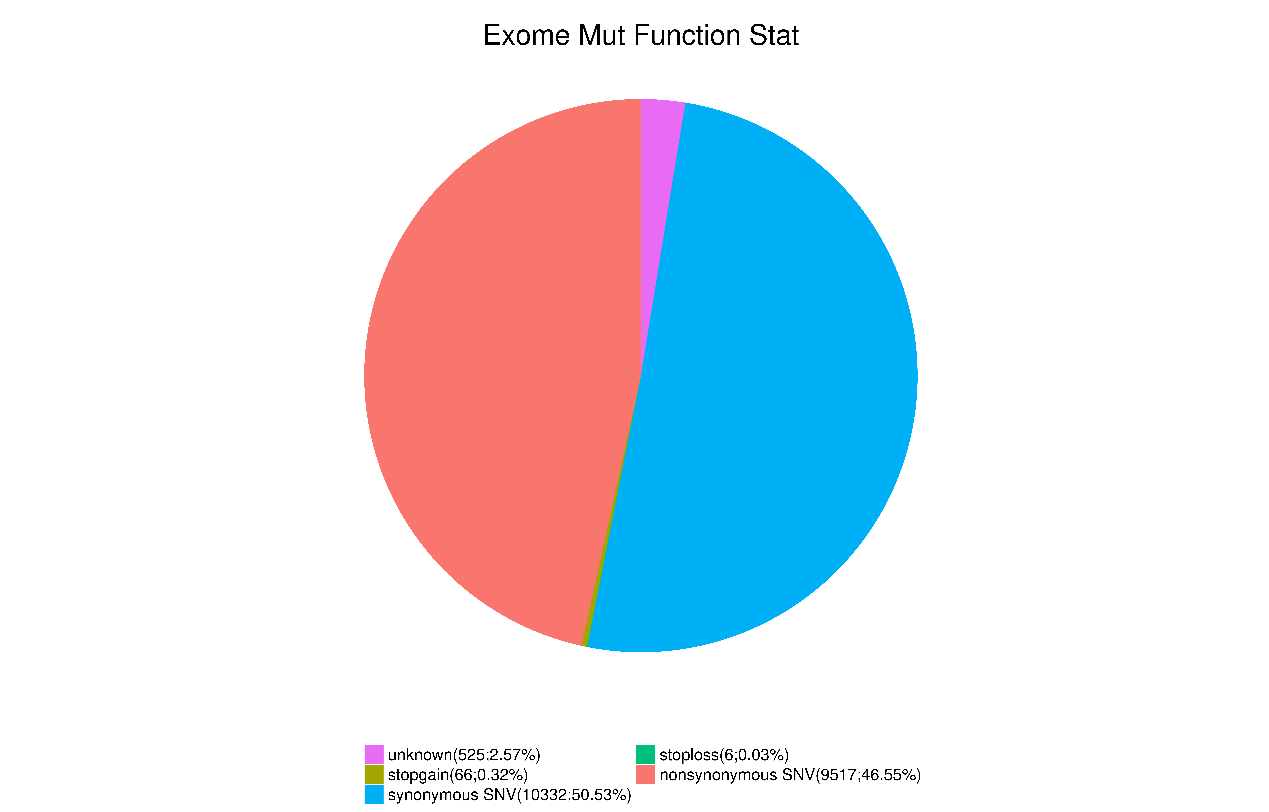 Exome Mut Function Stat
unknown(525;2.57%)
stoploss(6;0.03%)
stopgain(66;0.32%)
nonsynonymous SNV(9517;46.55%)
synonymous SNV(10332;50.53%)